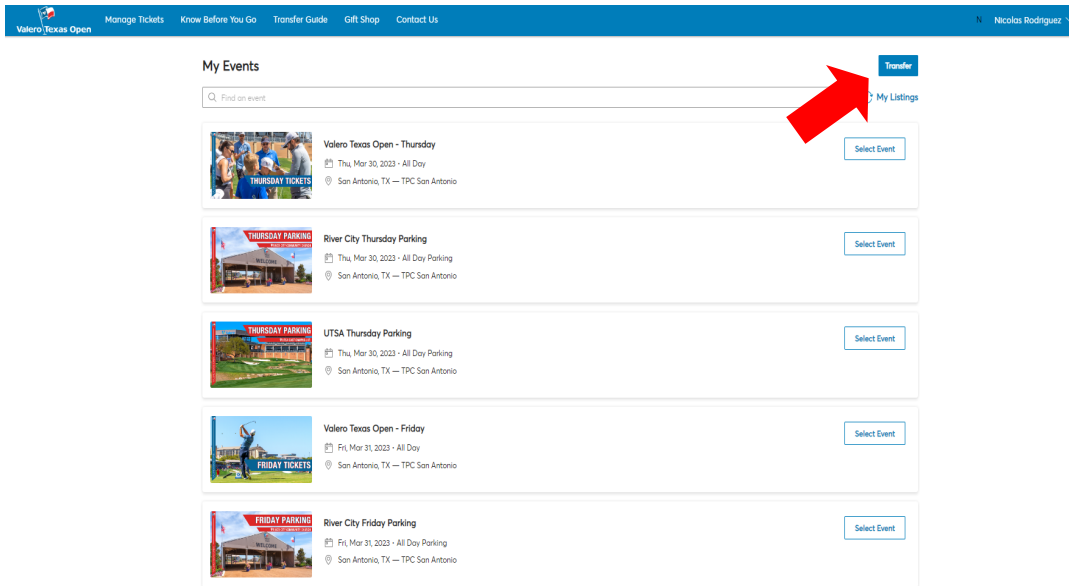 Valero Texas Open
Manage Tickets Know Before You Go Transfer Guide Gift Shop Contact Us
N Nicolas Rodriguez
My Events
Transfer
Find an event
My Listings
THURSDAY TICKETS
Valero Texas Open - Thursday
Thu, Mar 30, 2023 • All Day
San Antonio, TX — TPC San Antonio
Select Event
THURSDAY PARKING
WELCOME
River City Thursday Parking
Thu, Mar 30, 2023 • All Day Parking
San Antonio, TX — TPC San Antonio
Select Event
THURSDAY PARKING
UTSA Thursday Parking
Thu, Mar 30, 2023 • All Day Parking
San Antonio, TX — TPC San Antonio
Select Event
FRIDAY TICKETS
Valero Texas Open - Friday
Fri, Mar 31, 2023 • All Day
San Antonio, TX — TPC San Antonio
Select Event
FRIDAY PARKING
WELCOME
River City Friday Parking
Fri, Mar 31, 2023 • All Day Parking
San Antonio, TX — TPC San Antonio
Select Event